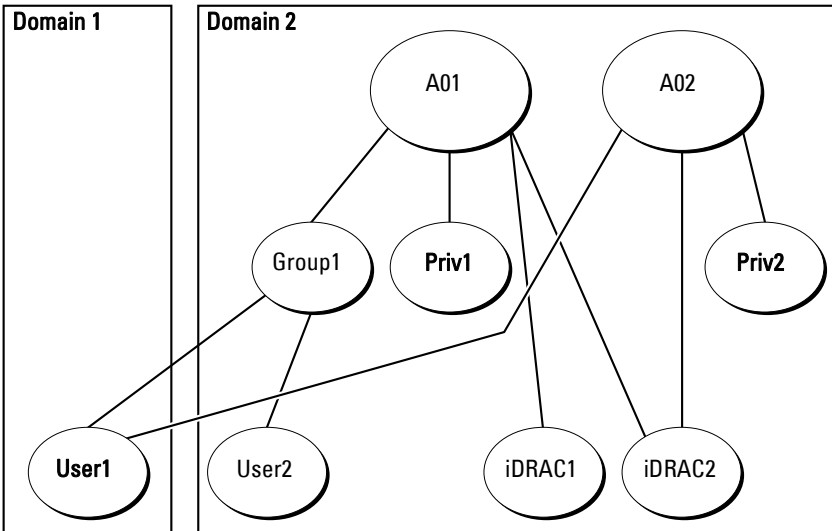 Domain 1
Domain 2
A01
A02
Group1
Priv1
Priv2
User1
User2
iDRAC1
iDRAC2